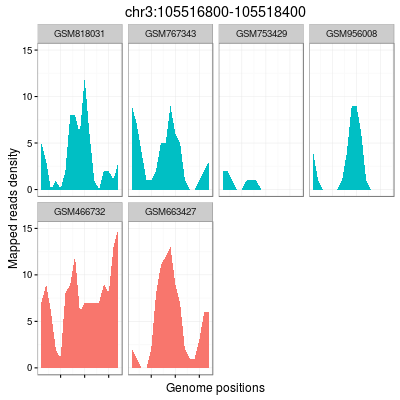 chr3:105516800-105518400
GSM818031 GSM767343 GSM753429 GSM956008
15
10
5
0
Mapped reads density
GSM466732 GSM663427
15
10
5
0
Genome positions